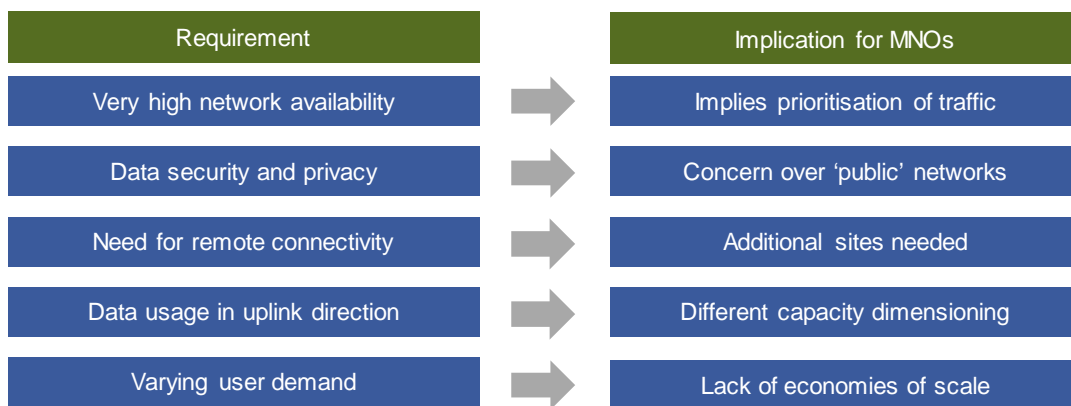 Requirement
Implication for MNOs
Very high network availability
Implies prioritisation of traffic
Data security and privacy
Concern over ‘public’ networks
Need for remote connectivity
Additional sites needed
Data usage in uplink direction
Different capacity dimensioning
Varying user demand
Lack of economies of scale